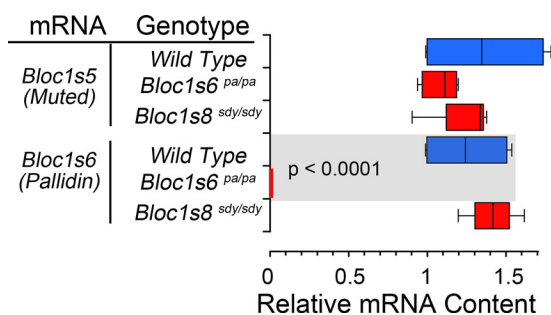 mRNA Genotype
Bloc1s5
(Muted)
Wild Type
Bloc1s6 pa/pa
Bloc1s8 sdy/sdy
Bloc1s6
(Pallidin)
Wild Type
Bloc1s6 pa/pa
Bloc1s8 sdy/sdy
p < 0.0001
0 0.5 1 1.5
Relative mRNA Content